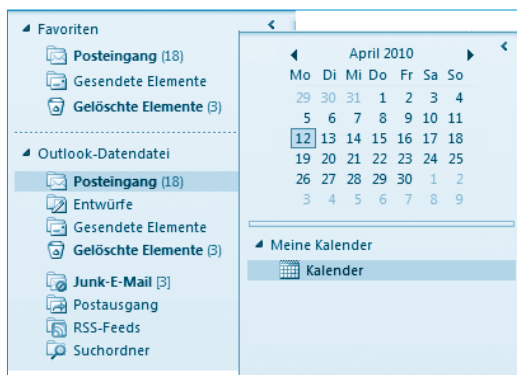 Favoriten
Posteingang (18)
Gesendete Elemente
Gelöschte Elemente (3)
Outlook-Datendatei
Posteingang (18)
Entwürfe
Gesendete Elemente
Gelöschte Elemente (3)
Junk-E-Mail [3]
Postausgang
RSS-Feeds
Suchordner
April 2010
Mo Di Mi Do Fr Sa So
29 30 31 1 2 3 4
5 6 7 8 9 10 11
12 13 14 15 16 17 18
19 20 21 22 23 24 25
26 27 28 29 30 1 2
3 4 5 6 7 8 9
Meine Kalender
Kalender